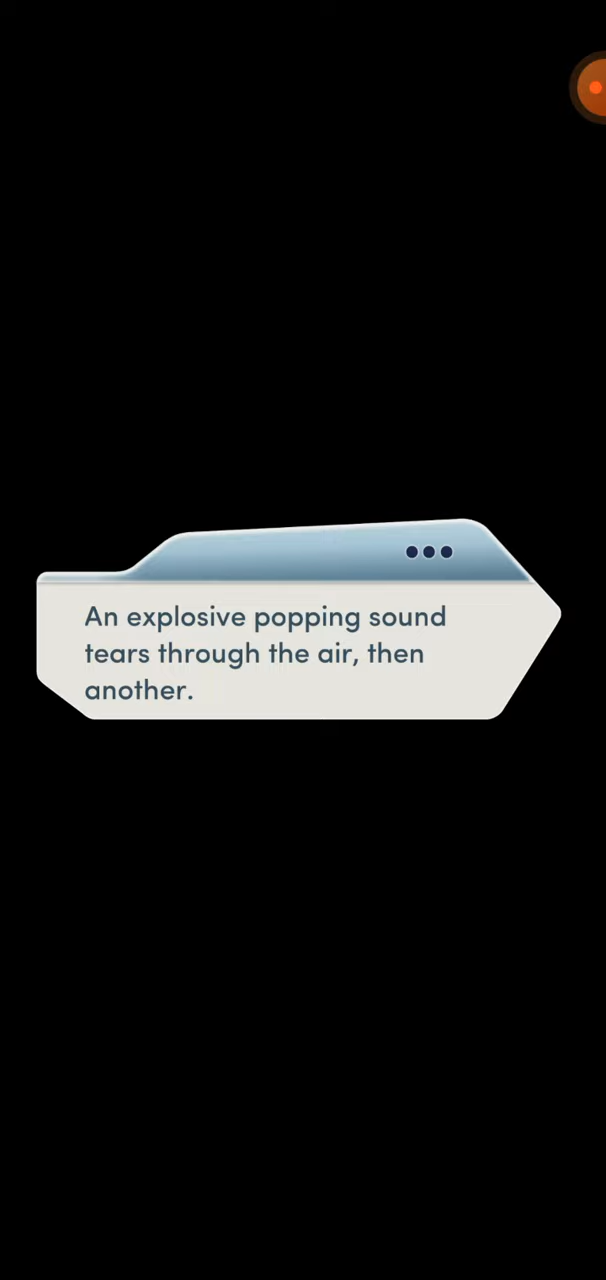 An explosive popping sound
tears through the air, then
another.